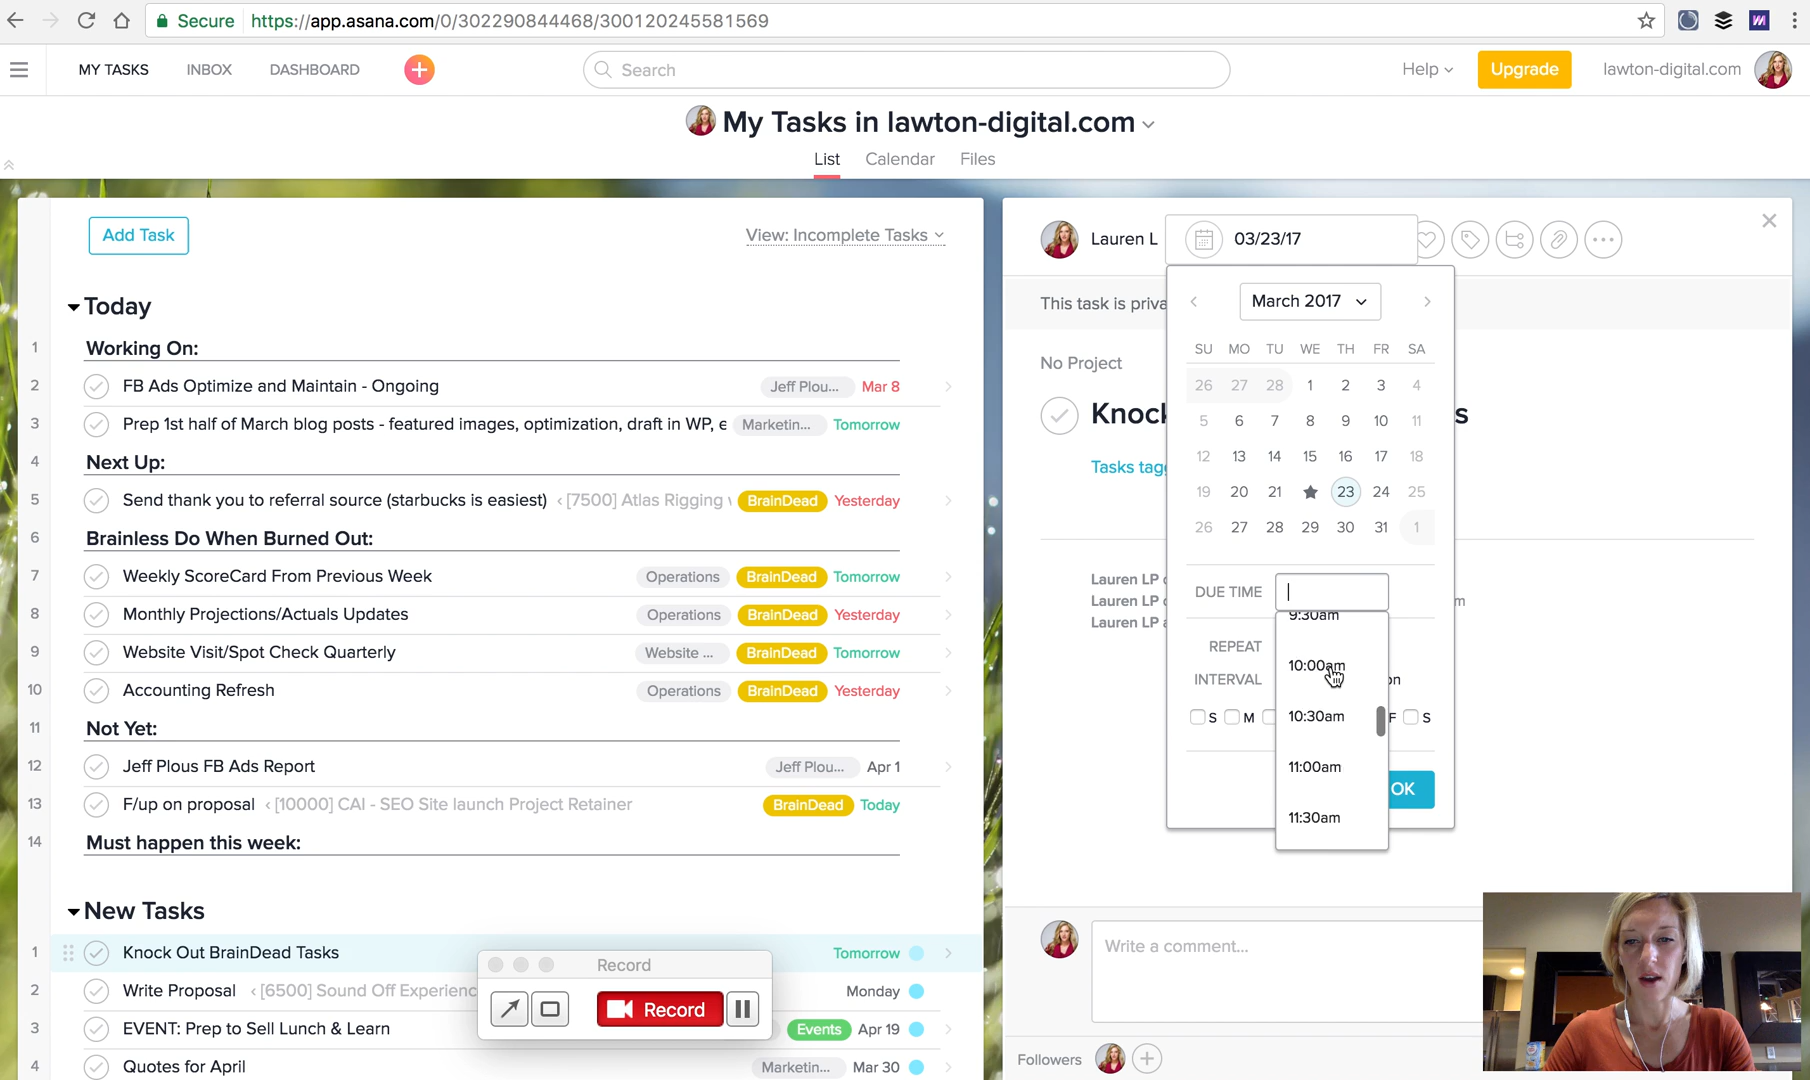 Secure https://app.asana.com/0/302290844468/300120245581569
MY TASKS INBOX DASHBOARD + Search Help Upgrade lawton-digital.com
My Tasks in lawton-digital.com
List Calendar Files
Add Task View: Incomplete Tasks
Today
1 Working On:
2 FB Ads Optimize and Maintain - Ongoing Jeff Plou... Mar 8
3 Prep 1st half of March blog posts - featured images, optimization, draft in WP, e Marketin... Tomorrow
4 Next Up:
5 Send thank you to referral source (starbucks is easiest) ‹ [7500] Atlas Rigging BrainDead Yesterday
6 Brainless Do When Burned Out:
7 Weekly ScoreCard From Previous Week Operations BrainDead Tomorrow
8 Monthly Projections/Actuals Updates Operations BrainDead Yesterday
9 Website Visit/Spot Check Quarterly Website ... BrainDead Tomorrow
10 Accounting Refresh Operations BrainDead Yesterday
11 Not Yet:
12 Jeff Plous FB Ads Report Jeff Plou... Apr 1
13 F/up on proposal ‹ [10000] CAI - SEO Site launch Project Retainer BrainDead Today
14 Must happen this week:
New Tasks
1 Knock Out BrainDead Tasks Tomorrow
2 Write Proposal ‹ [6500] Sound Off Experienc Monday
3 EVENT: Prep to Sell Lunch & Learn Events Apr 19
4 Quotes for April Marketin... Mar 30
Record
Record
Lauren L 03/23/17
This task is priva
No Project
Knock s
Tasks tagg
March 2017
SU MO TU WE TH FR SA
26 27 28 1 2 3 4
5 6 7 8 9 10 11
12 13 14 15 16 17 18
19 20 21 ★ 23 24 25
26 27 28 29 30 31 1
Lauren LP
Lauren LP m
Lauren LP
DUE TIME
9:30am
REPEAT 10:00am
INTERVAL on
S M 10:30am F S
11:00am
OK
11:30am
Write a comment...
Followers